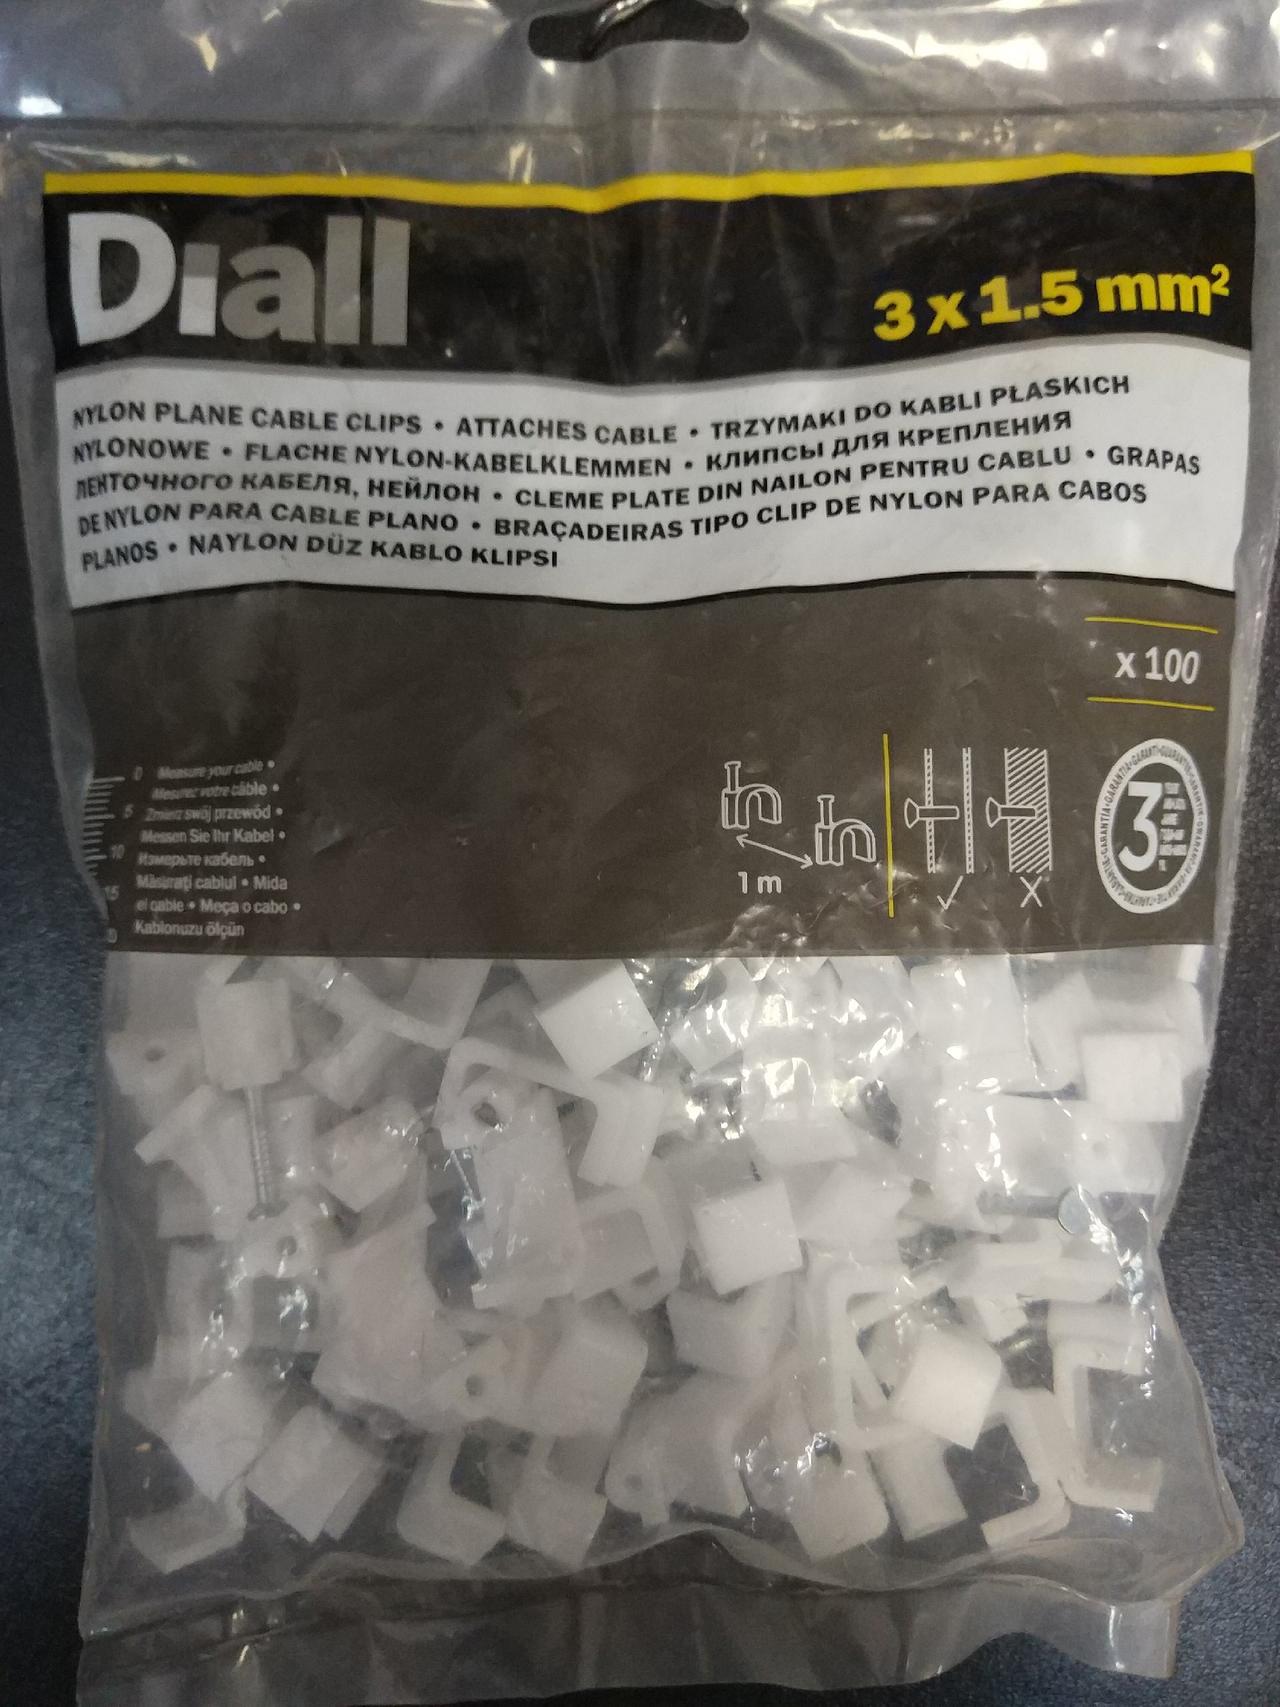 Diall
3 x 1.5 mm²
NYLON PLANE CABLE CLIPS • ATTACHES CABLE • TRZYMAKI DO KABLI PŁASKICH
NYLONOWE • FLACHE NYLON-KABELKLEMMEN • КЛИПСЫ ДЛЯ КРЕПЛЕНИЯ
ЛЕНТОЧНОГО КАБЕЛЯ, НЕЙЛОН • CLEME PLATE DIN NAILON PENTRU CABLU • GRAPAS
DE NYLON PARA CABLE PLANO • BRAÇADEIRAS TIPO CLIP DE NYLON PARA CABOS
PLANOS • NAYLON DÜZ KABLO KLIPSI
x 100
0 Measure your cable •
Mesurez votre câble •
5 Zmierz swój przewód •
Messen Sie Ihr Kabel •
10 Измерьте кабель •
Măsurați cablul • Mida
15 el cable • Meça o cabo •
Kablonuzu ölçün
1 m
3